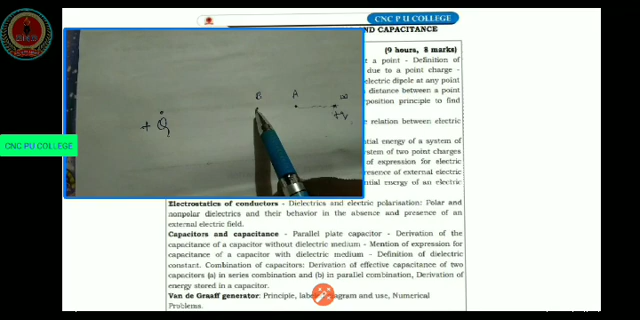 CNC P U COLLEGE
AND CAPACITANCE
(9 hours, 8 marks)
t a point - Definition of
due to a point charge -
electric dipole at any point
distance between a point
position principle to find
relation between electric
B A ∞
+q
+ Q
CNC PU COLLEGE
tial energy of a system of
stem of two point charges
of expression for electric
resence of external electric
ntial energy of an electric
Electrostatics of conductors - Dielectrics and electric polarisation: Polar and
nonpolar dielectrics and their behavior in the absence and presence of an
external electric field.
Capacitors and capacitance - Parallel plate capacitor - Derivation of
the capacitance of a capacitor without dielectric medium - Mention of expression for
capacitance of a capacitor with dielectric medium - Definition of dielectric
constant. Combination of capacitors: Derivation of effective capacitance of two
capacitors (a) in series combination and (b) in parallel combination, Derivation of
energy stored in a capacitor.
Van de Graaff generator: Principle, labe agram and use, Numerical
Problems.